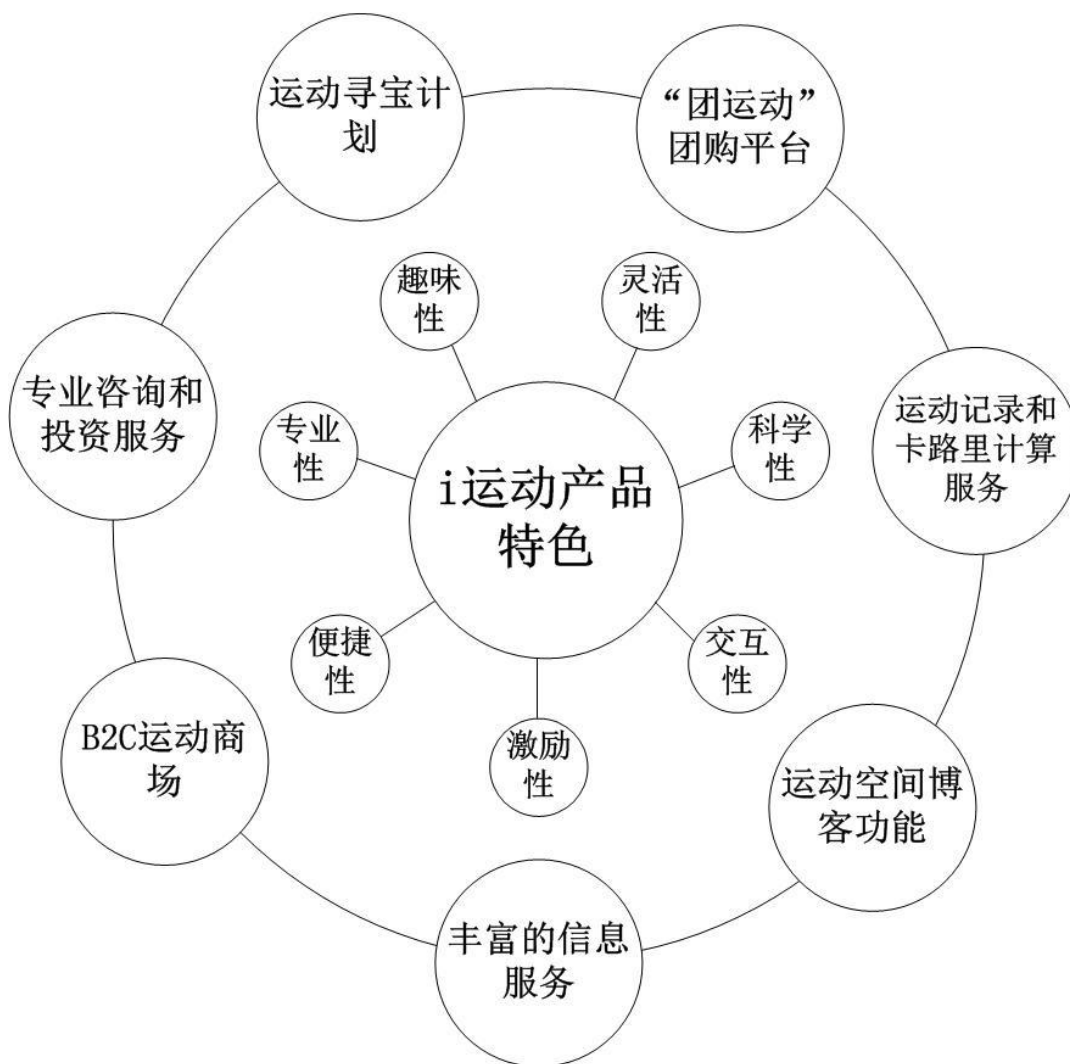 运动寻宝计
划
“团运动”
团购平台
趣味
性
灵活
性
专业咨询和
投资服务
专业
性
科学
性
运动记录和
卡路里计算
服务
i运动产品
特色
便捷
性
交互
性
B2C运动商
场
激励
性
运动空间博
客功能
丰富的信息
服务